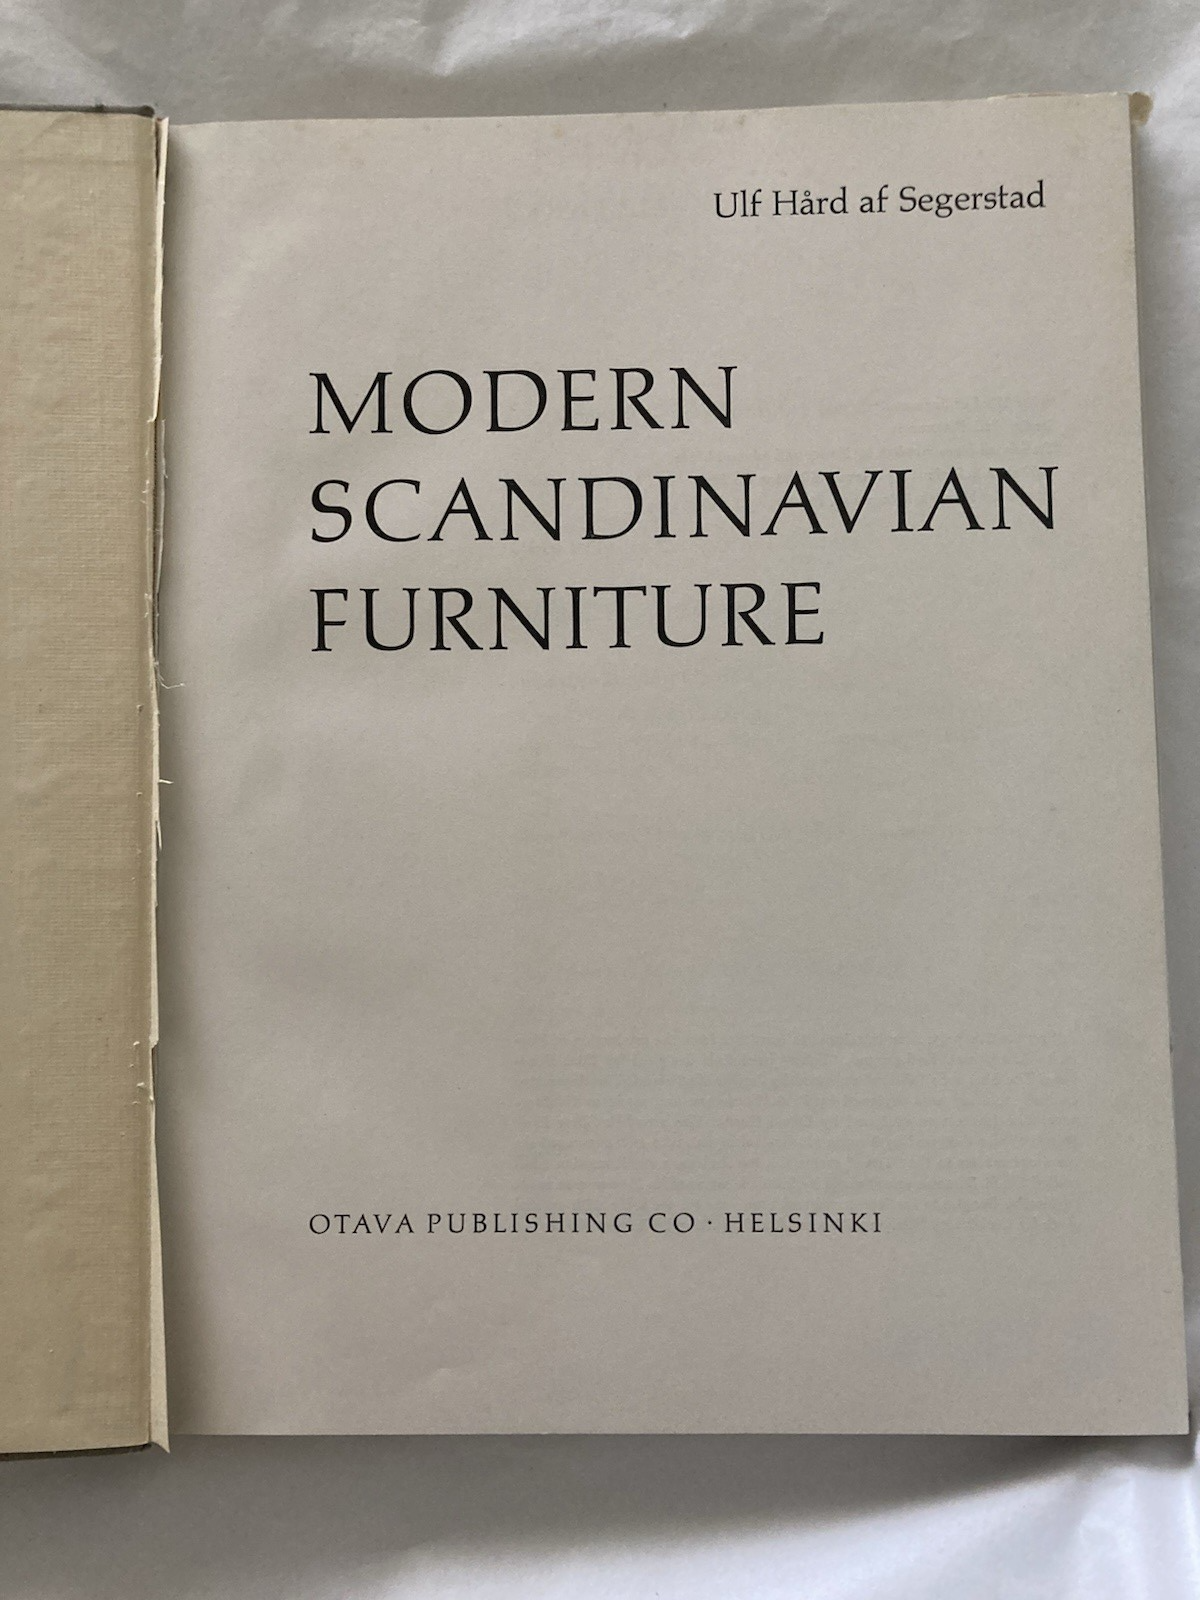 Ulf Hård af Segerstad
MODERN
SCANDINAVIAN
FURNITURE
OTAVA PUBLISHING CO · HELSINKI